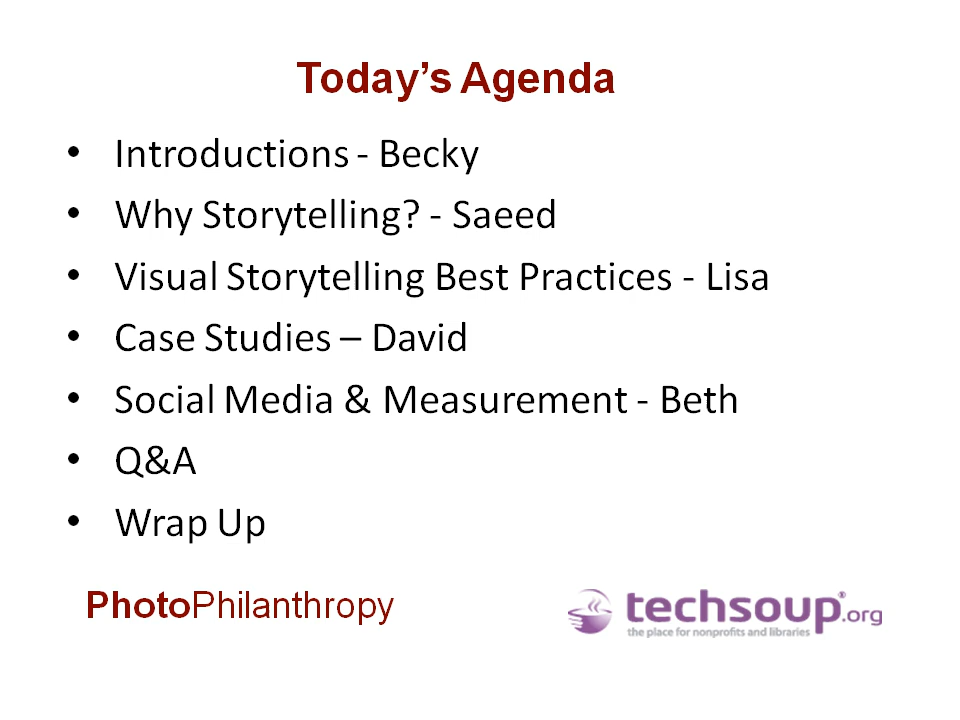 Today’s Agenda
• Introductions - Becky
• Why Storytelling? - Saeed
• Visual Storytelling Best Practices - Lisa
• Case Studies – David
• Social Media & Measurement - Beth
• Q&A
• Wrap Up
PhotoPhilanthropy
techsoup®.org
the place for nonprofits and libraries